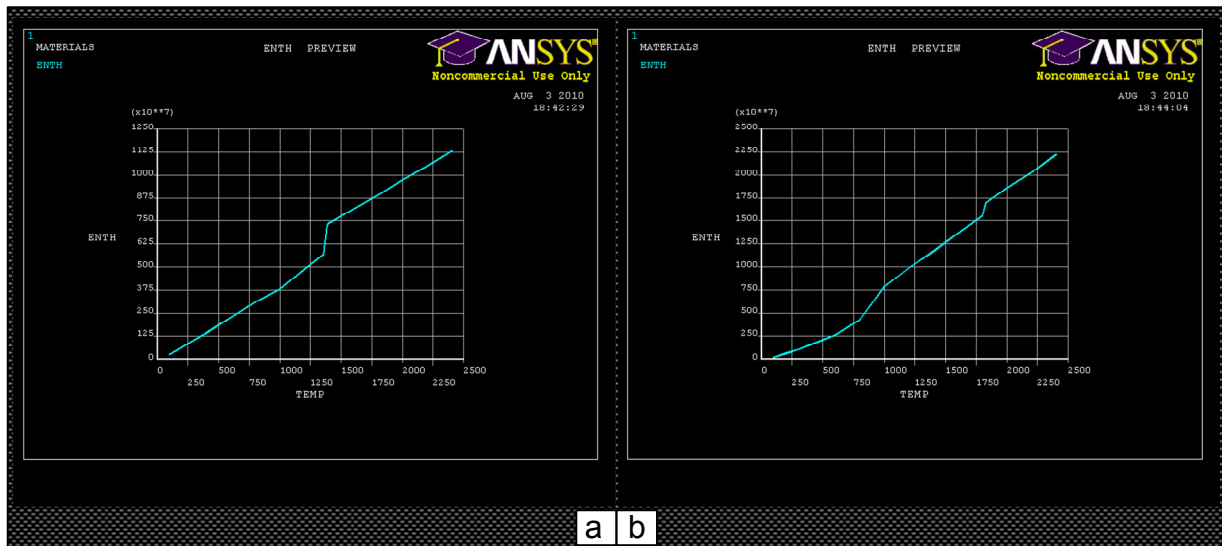 1
MATERIALS
ENTH
ENTH PREVIEW
ANSYS
Noncommercial Use Only
AUG 3 2010
18:42:29
(x10**7)
1250
1125
1000
875
750
625
500
375
250
125
0
ENTH
0 500 1000 1500 2000 2500
250 750 1250 1750 2250
TEMP
1
MATERIALS
ENTH
ENTH PREVIEW
ANSYS
Noncommercial Use Only
AUG 3 2010
18:44:04
(x10**7)
2500
2250
2000
1750
1500
1250
1000
750
500
250
0
ENTH
0 500 1000 1500 2000 2500
250 750 1250 1750 2250
TEMP
a b